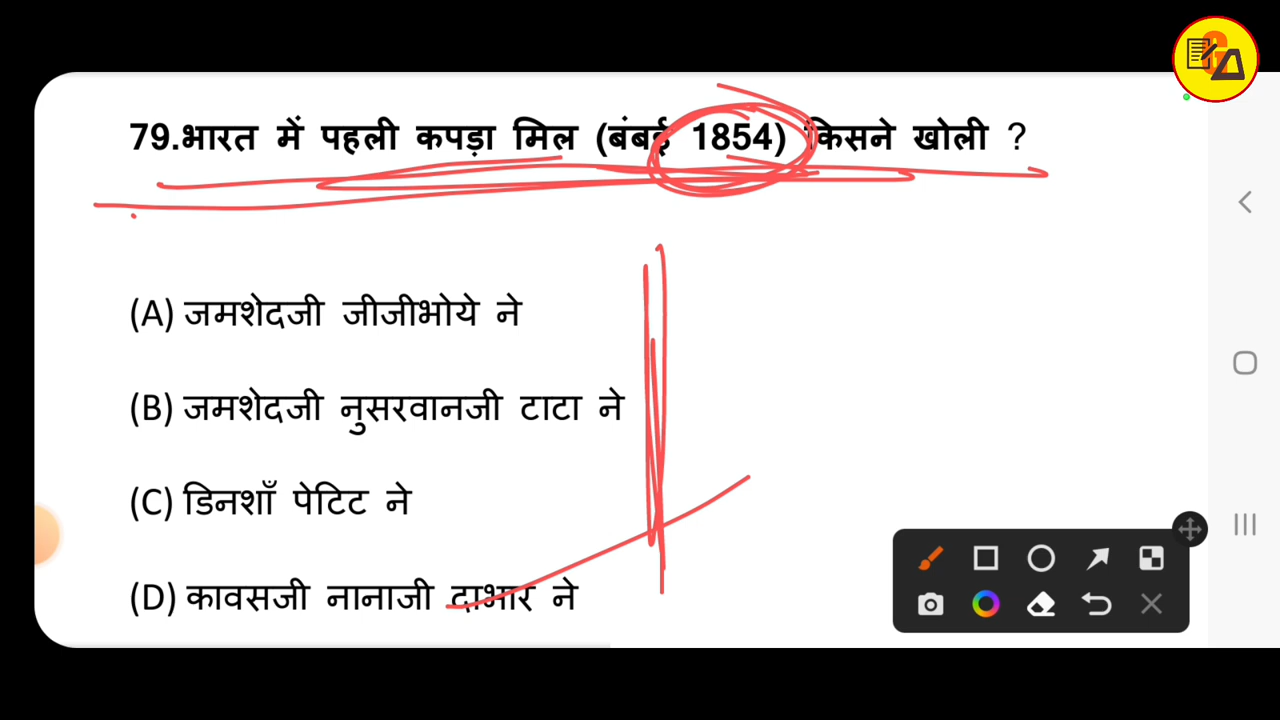 79.भारत में पहली कपड़ा मिल (बंबई 1854) किसने खोली ?
(A) जमशेदजी जीजीभोये ने
(B) जमशेदजी नुसरवानजी टाटा ने
(C) डिनशाँ पेटिट ने
(D) कावसजी नानाजी दाभार ने